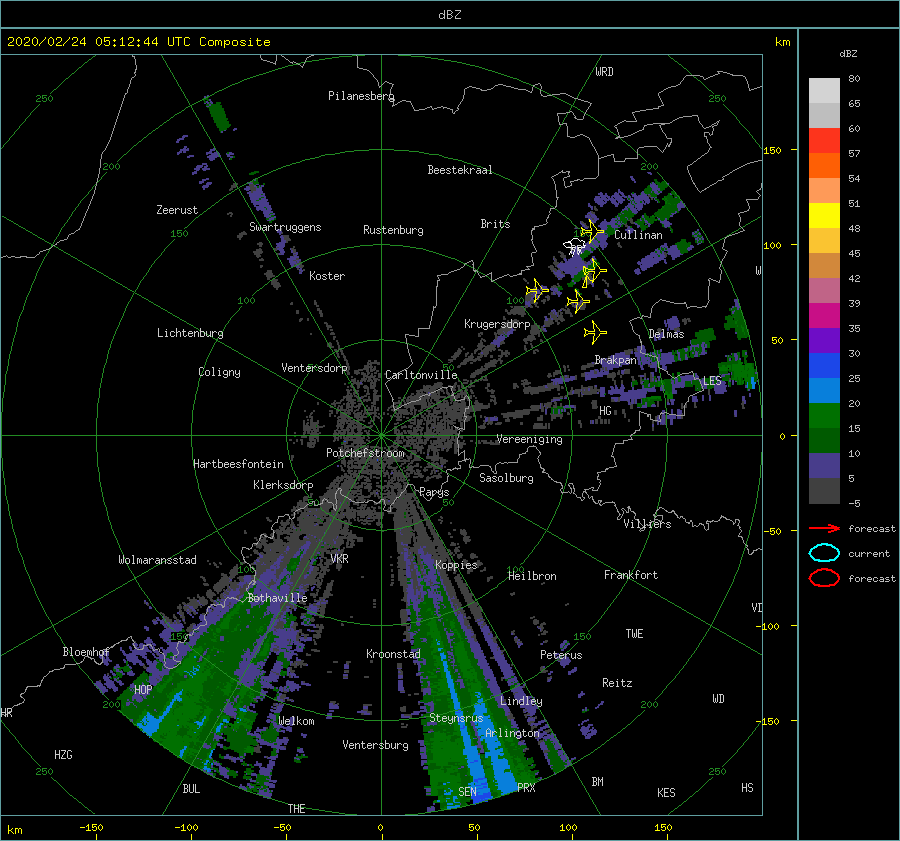 dBZ
2020/02/24 05:12:44 UTC Composite
km
dBZ
WRD
80
250
Pilanesberg
250
65
60
150
57
200
Beestekraal
200
54
Zeerust
51
Swartruggens
Brits
150
Rustenburg
150
Cullinan
48
100
45
Koster
W
42
100
100
39
Krugersdorp
35
Lichtenburg
Delmas
50
30
Ventersdorp
Brakpan
Coligny
Carltonville
LES
25
20
HG
15
Vereeniging
0
Potchefstroom
10
Hartbeesfontein
Sasolburg
5
Klerksdorp
Parys
50
50
-5
Villiers
forecast
-50
Wolmaransstad
VKR
Koppies
current
100
100
Heilbron
Frankfort
forecast
Bothaville
VD
-100
150
150
TWE
Bloemhof
Kroonstad
Peterus
HOP
Reitz
200
Lindley
200
WD
HR
Welkom
Steynsrus
-150
Arlington
Ventersburg
HZG
250
250
BUL
SEN
PRX
BM
KES
HS
THE
km
-150
-100
-50
0
50
100
150